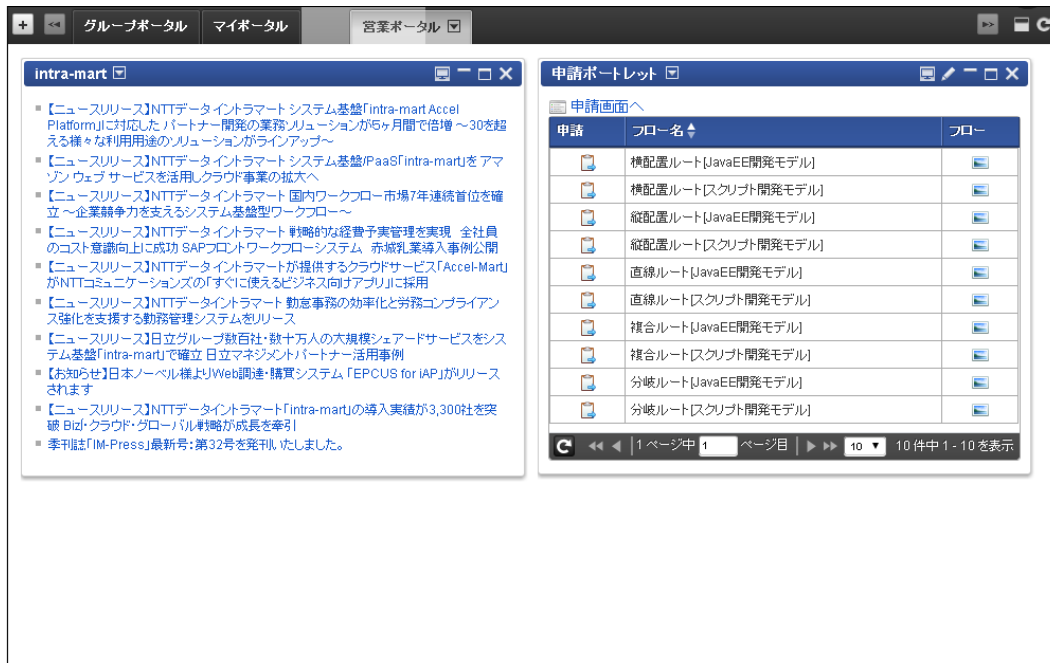 グループポータル マイポータル 営業ポータル
intra-mart
【ニュースリリース】NTTデータイントラマート システム基盤「intra-mart Accel
Platform」に対応した パートナー開発の業務ソリューションが5ヶ月間で倍増 ～30を超
える様々な利用用途のソリューションがラインアップ～
【ニュースリリース】NTTデータイントラマート システム基盤/PaaS「intra-mart」を アマ
ゾン ウェブ サービスを活用しクラウド事業の拡大へ
【ニュースリリース】NTTデータイントラマート 国内ワークフロー市場7年連続首位を確
立 ～企業競争力を支えるシステム基盤型ワークフロー～
【ニュースリリース】NTTデータイントラマート 戦略的な経費予実管理を実現 全社員
のコスト意識向上に成功 SAPフロントワークフローシステム 赤城乳業導入事例公開
【ニュースリリース】NTTデータイントラマートが提供するクラウドサービス「Accel-Mart」
がNTTコミュニケーションズの「すぐに使えるビジネス向けアプリ」に採用
【ニュースリリース】NTTデータイントラマート 勤怠事務の効率化と労務コンプライアン
ス強化を支援する勤務管理システムをリリース
【ニュースリリース】日立グループ数百社・数十万人の大規模シェアードサービスをシス
テム基盤「intra-mart」で確立 日立マネジメントパートナー活用事例
【お知らせ】日本ノーベル様よりWeb調達・購買システム 「EPCUS for iAP」がリリース
されます
【ニュースリリース】NTTデータイントラマート「intra-mart」の導入実績が3,300社を突
破 Biz∫・クラウド・グローバル戦略が成長を牽引
季刊誌「IM-Press」最新号：第32号を発刊いたしました。
申請ポートレット
申請画面へ
申請 フロー名 フロー
横配置ルート[JavaEE開発モデル]
横配置ルート[スクリプト開発モデル]
縦配置ルート[JavaEE開発モデル]
縦配置ルート[スクリプト開発モデル]
直線ルート[JavaEE開発モデル]
直線ルート[スクリプト開発モデル]
複合ルート[JavaEE開発モデル]
複合ルート[スクリプト開発モデル]
分岐ルート[JavaEE開発モデル]
分岐ルート[スクリプト開発モデル]
1 ページ中 1 ページ目 10 10 件中 1 - 10 を表示